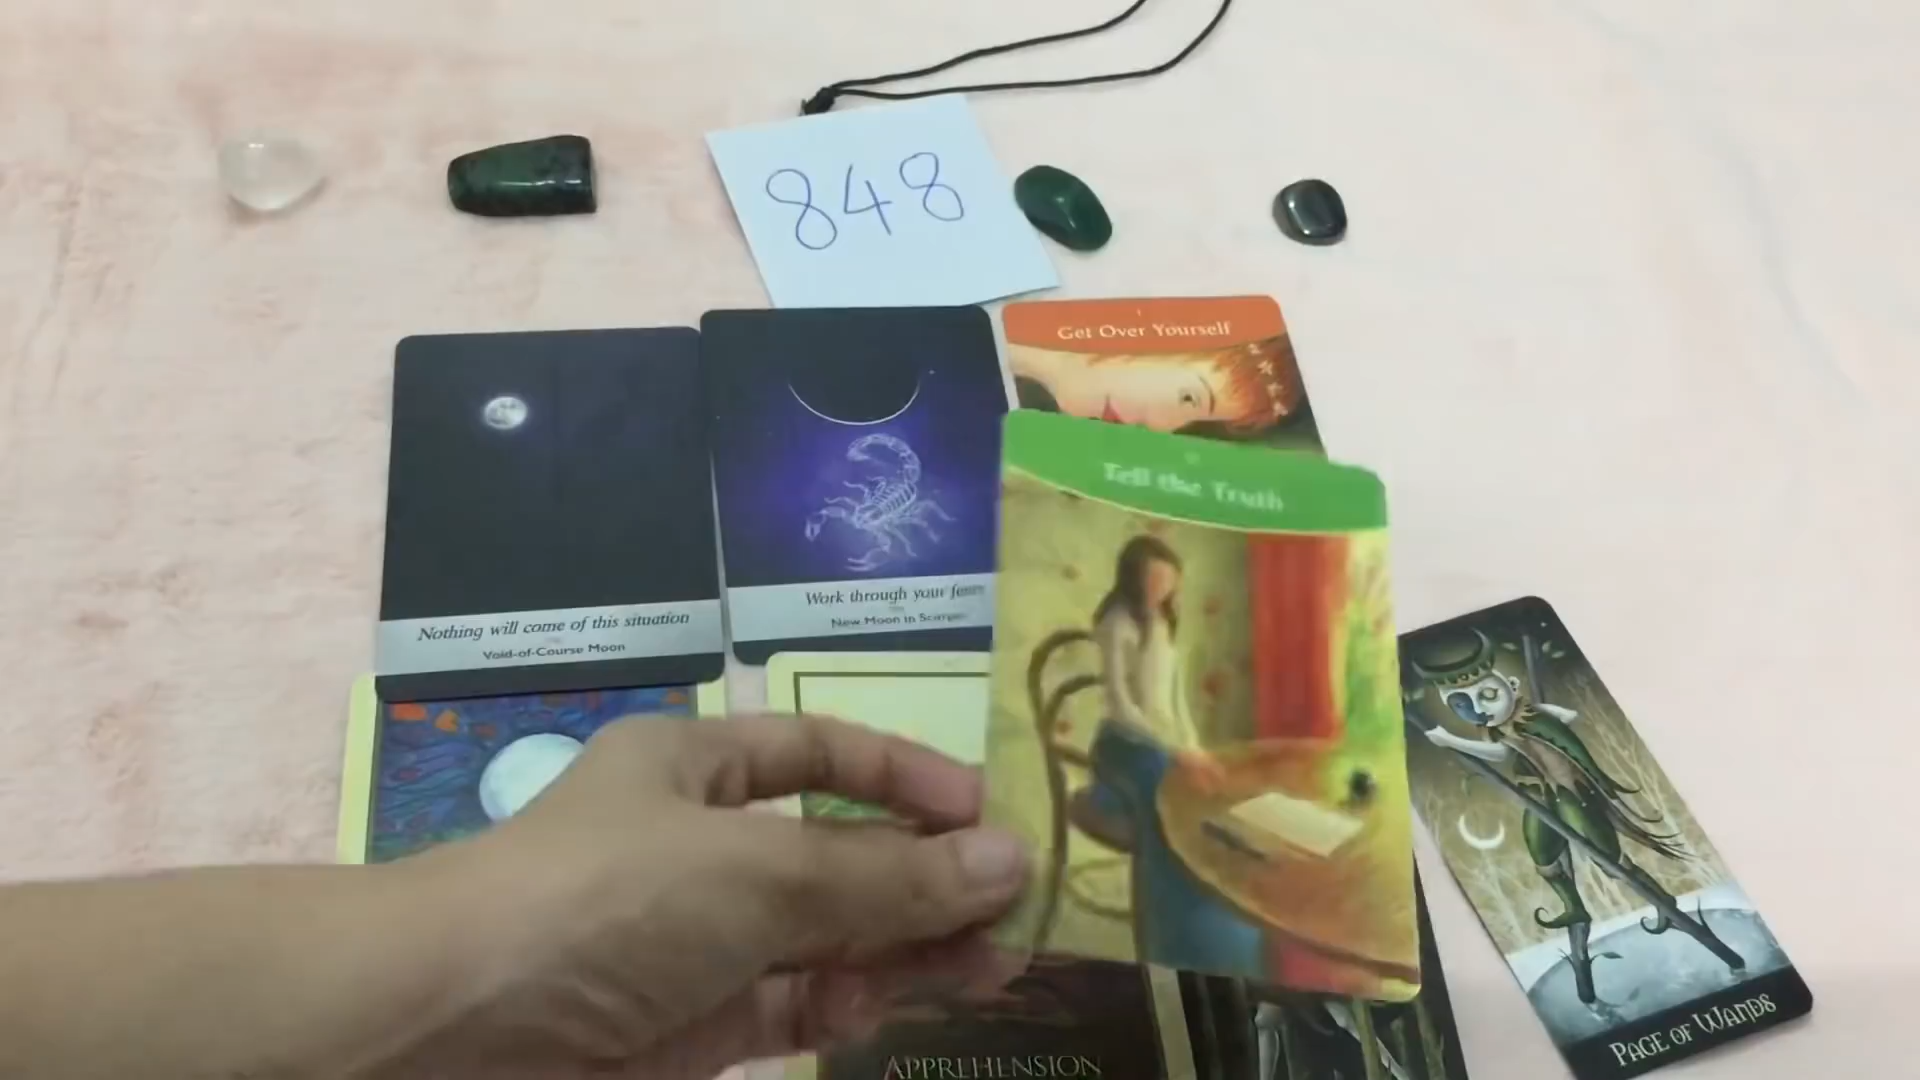 848
Get Over Yourself
Tell the Truth
Work through your fears
New Moon in Scorpio
Nothing will come of this situation
Void-of-Course Moon
PAGE OF WANDS
APPREHENSION